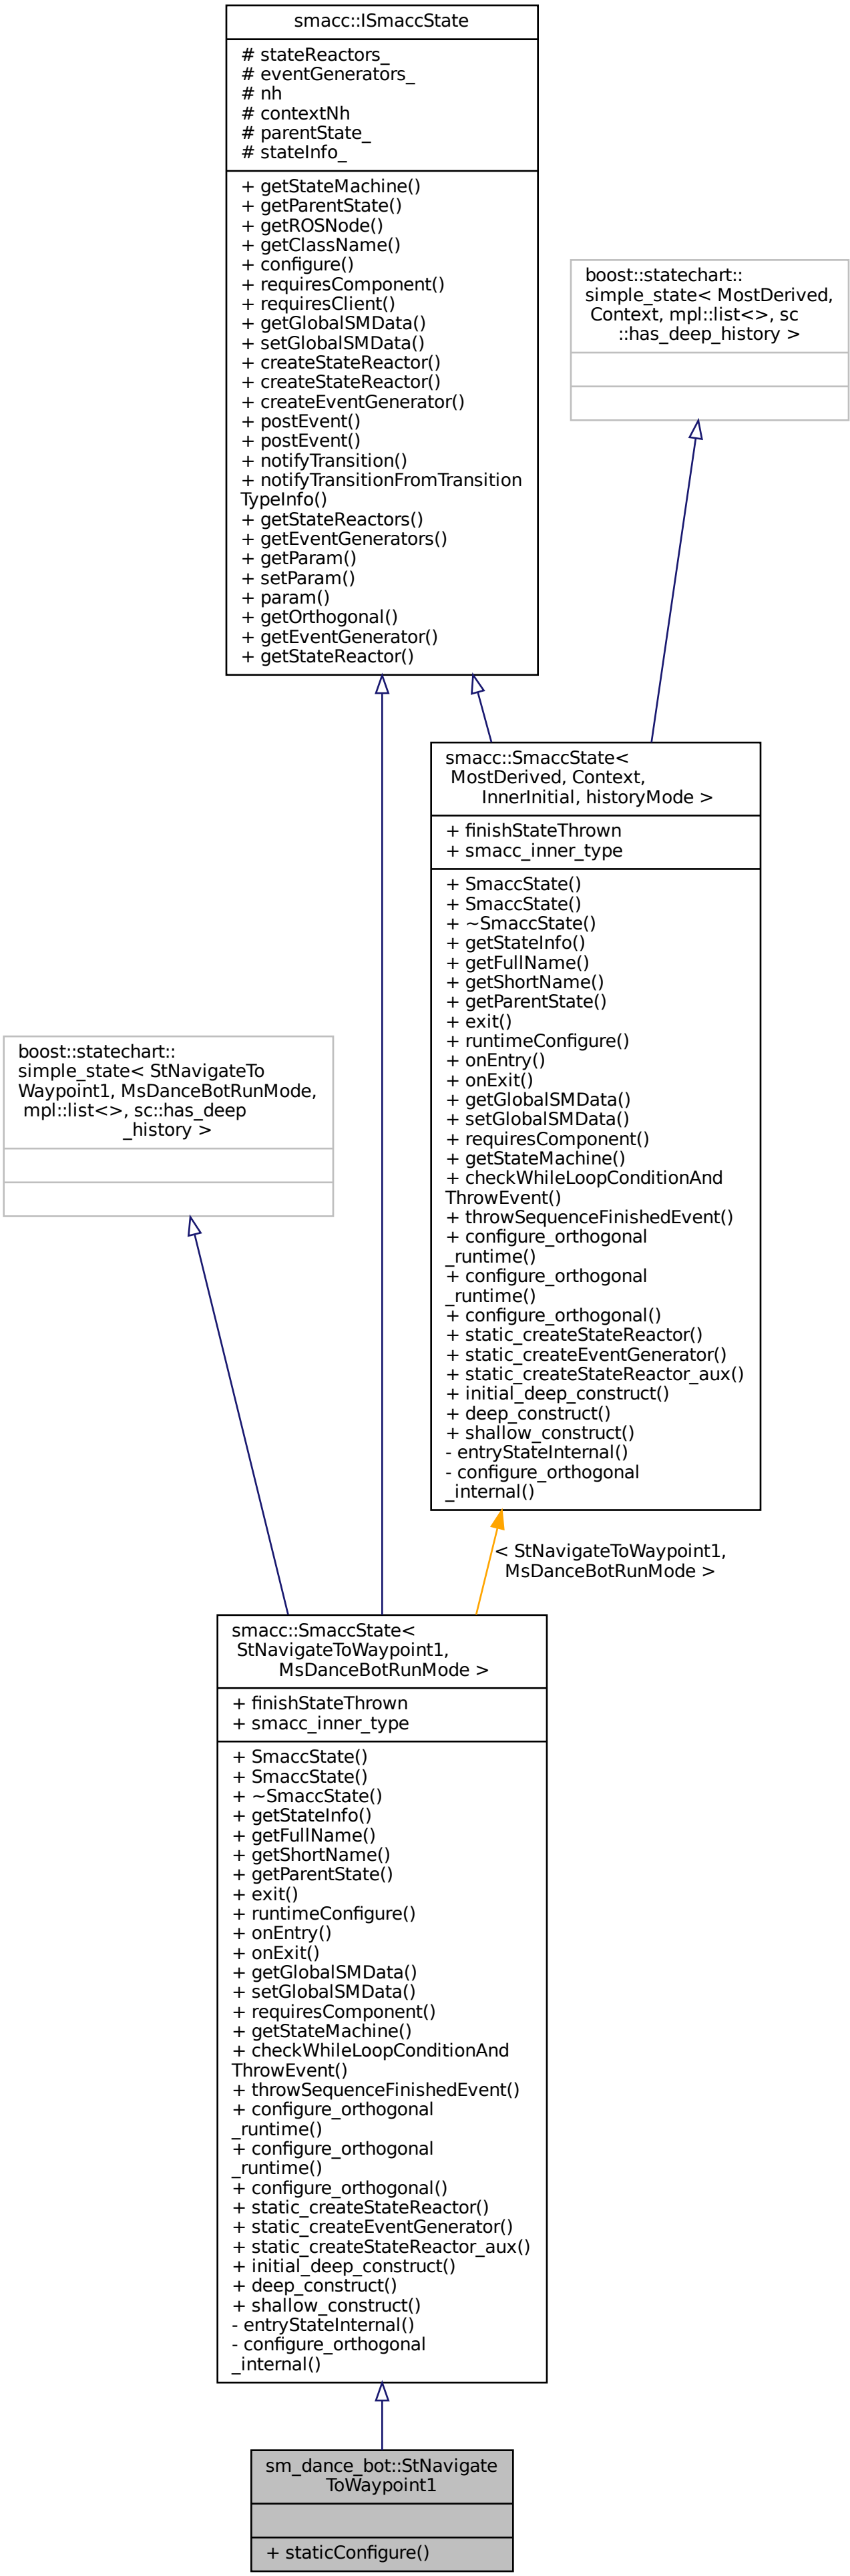 smacc::ISmaccState
# stateReactors_
# eventGenerators_
# nh
# contextNh
# parentState_
# stateInfo_
+ getStateMachine()
+ getParentState()
+ getROSNode()
+ getClassName()
+ configure()
+ requiresComponent()
+ requiresClient()
+ getGlobalSMData()
+ setGlobalSMData()
+ createStateReactor()
+ createStateReactor()
+ createEventGenerator()
+ postEvent()
+ postEvent()
+ notifyTransition()
+ notifyTransitionFromTransition
TypeInfo()
+ getStateReactors()
+ getEventGenerators()
+ getParam()
+ setParam()
+ param()
+ getOrthogonal()
+ getEventGenerator()
+ getStateReactor()
boost::statechart::
simple_state< MostDerived,
Context, mpl::list<>, sc
::has_deep_history >
smacc::SmaccState<
MostDerived, Context,
InnerInitial, historyMode >
+ finishStateThrown
+ smacc_inner_type
+ SmaccState()
+ SmaccState()
+ ~SmaccState()
+ getStateInfo()
+ getFullName()
+ getShortName()
+ getParentState()
+ exit()
+ runtimeConfigure()
+ onEntry()
+ onExit()
+ getGlobalSMData()
+ setGlobalSMData()
+ requiresComponent()
+ getStateMachine()
+ checkWhileLoopConditionAnd
ThrowEvent()
+ throwSequenceFinishedEvent()
+ configure_orthogonal
_runtime()
+ configure_orthogonal
_runtime()
+ configure_orthogonal()
+ static_createStateReactor()
+ static_createEventGenerator()
+ static_createStateReactor_aux()
+ initial_deep_construct()
+ deep_construct()
+ shallow_construct()
- entryStateInternal()
- configure_orthogonal
_internal()
boost::statechart::
simple_state< StNavigateTo
Waypoint1, MsDanceBotRunMode,
mpl::list<>, sc::has_deep
_history >
< StNavigateToWaypoint1,
MsDanceBotRunMode >
smacc::SmaccState<
StNavigateToWaypoint1,
MsDanceBotRunMode >
+ finishStateThrown
+ smacc_inner_type
+ SmaccState()
+ SmaccState()
+ ~SmaccState()
+ getStateInfo()
+ getFullName()
+ getShortName()
+ getParentState()
+ exit()
+ runtimeConfigure()
+ onEntry()
+ onExit()
+ getGlobalSMData()
+ setGlobalSMData()
+ requiresComponent()
+ getStateMachine()
+ checkWhileLoopConditionAnd
ThrowEvent()
+ throwSequenceFinishedEvent()
+ configure_orthogonal
_runtime()
+ configure_orthogonal
_runtime()
+ configure_orthogonal()
+ static_createStateReactor()
+ static_createEventGenerator()
+ static_createStateReactor_aux()
+ initial_deep_construct()
+ deep_construct()
+ shallow_construct()
- entryStateInternal()
- configure_orthogonal
_internal()
sm_dance_bot::StNavigate
ToWaypoint1
+ staticConfigure()